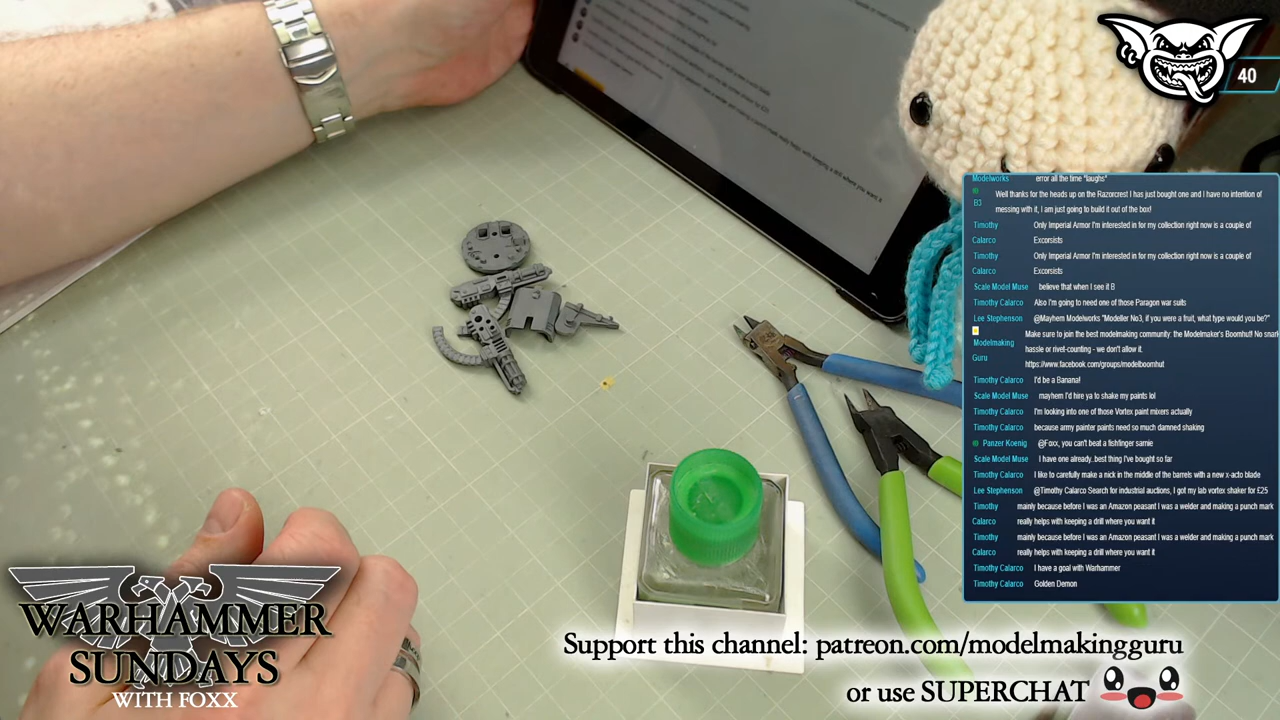 40
Modelworks error all the time "laughs"
B3 Well thanks for the heads up on the Razorcrest I has just bought one and I have no intention of
messing with it, I am just going to build it out of the box!
Timothy Only Imperial Armor I'm interested in for my collection right now is a couple of
Calarco Excorsists
Timothy Only Imperial Armor I'm interested in for my collection right now is a couple of
Calarco Excorsists
Scale Model Muse believe that when I see it B
Timothy Calarco Also I'm going to need one of those Paragon war suits
Lee Stephenson @Mayhem Modelworks "Modeller No3, if you were a fruit, what type would you be?"
Make sure to join the best modelmaking community: the Modelmaker's Boomhut! No snark
Modelmaking hassle or rivet-counting - we don't allow it.
Guru https://www.facebook.com/groups/modelboomhut
Timothy Calarco I'd be a Banana!
Scale Model Muse mayhem I'd hire ya to shake my paints lol
Timothy Calarco I'm looking into one of those Vortex paint mixers actually
Timothy Calarco because army painter paints need so much damned shaking
Panzer Koenig @Foxx, you can't beat a fishfinger sarnie
Scale Model Muse I have one already..best thing I've bought so far
Timothy Calarco I like to carefully make a nick in the middle of the barrels with a new x-acto blade
Lee Stephenson @Timothy Calarco Search for industrial auctions, I got my lab vortex shaker for £25
Timothy mainly because before I was an Amazon peasant I was a welder and making a punch mark
Calarco really helps with keeping a drill where you want it
Timothy mainly because before I was an Amazon peasant I was a welder and making a punch mark
Calarco really helps with keeping a drill where you want it
Timothy Calarco I have a goal with Warhammer
Timothy Calarco Golden Demon
WARHAMMER
SUNDAYS
WITH FOXX
Support this channel: patreon.com/modelmakingguru
or use SUPERCHAT